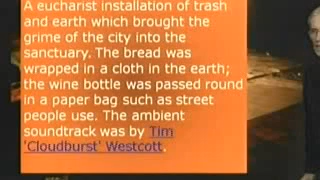 A eucharist installation of trash
and earth which brought the
grime of the city into the
sanctuary. The bread was
wrapped in a cloth in the earth;
the wine bottle was passed round
in a paper bag such as street
people use. The ambient
soundtrack was by Tim
'Cloudburst' Westcott.